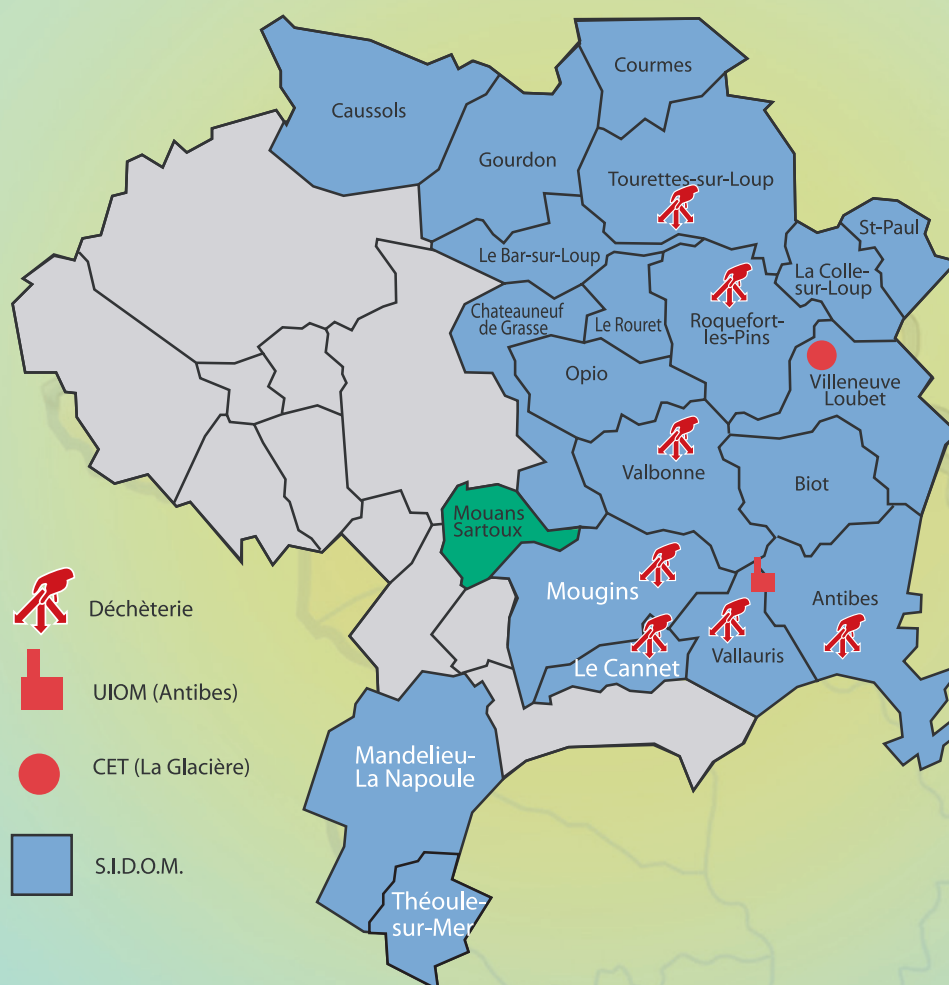 Courmes
Caussols
Gourdon
Tourettes-sur-Loup
St-Paul
Le Bar-sur-Loup
La Colle-
sur-Loup
Chateauneuf
de Grasse
Le Rouret
Roquefort-
les-Pins
Opio
Villeneuve
Loubet
Valbonne
Biot
Mouans
Sartoux
Mougins
Antibes
Vallauris
Le Cannet
Mandelieu-
La Napoule
Théoule-
sur-Mer
Déchèterie
UIOM (Antibes)
CET (La Glacière)
S.I.D.O.M.